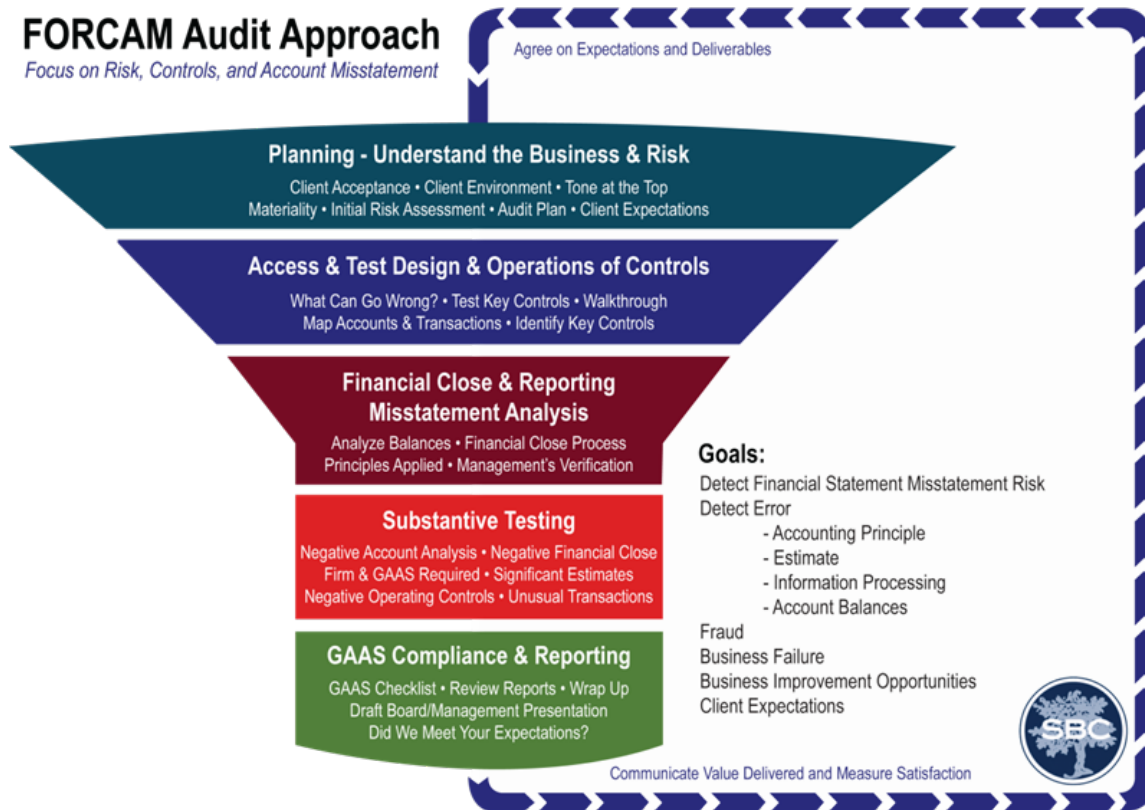 FORCAM Audit Approach
Focus on Risk, Controls, and Account Misstatement
Agree on Expectations and Deliverables
Planning - Understand the Business & Risk
Client Acceptance • Client Environment • Tone at the Top
Materiality • Initial Risk Assessment • Audit Plan • Client Expectations
Access & Test Design & Operations of Controls
What Can Go Wrong? • Test Key Controls • Walkthrough
Map Accounts & Transactions • Identify Key Controls
Financial Close & Reporting
Misstatement Analysis
Analyze Balances • Financial Close Process
Principles Applied • Management's Verification
Substantive Testing
Negative Account Analysis • Negative Financial Close
Firm & GAAS Required • Significant Estimates
Negative Operating Controls • Unusual Transactions
GAAS Compliance & Reporting
GAAS Checklist • Review Reports • Wrap Up
Draft Board/Management Presentation
Did We Meet Your Expectations?
Goals:
Detect Financial Statement Misstatement Risk
Detect Error
- Accounting Principle
- Estimate
- Information Processing
- Account Balances
Fraud
Business Failure
Business Improvement Opportunities
Client Expectations
SBC
Communicate Value Delivered and Measure Satisfaction